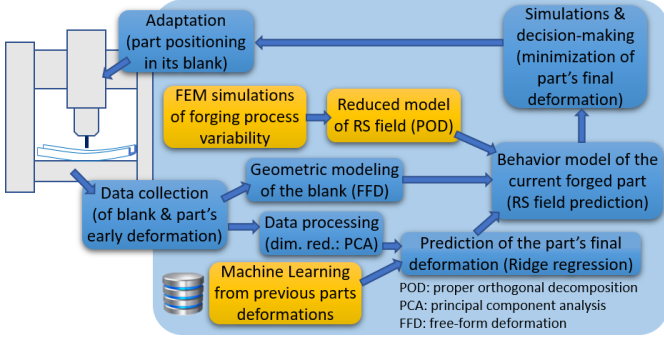 Adaptation
(part positioning
in its blank)
Simulations &
decision-making
(minimization of
part's final
deformation)
FEM simulations
of forging process
variability
Reduced model
of RS field (POD)
Behavior model of the
current forged part
(RS field prediction)
Geometric modeling
of the blank (FFD)
Data collection
(of blank & part's
early deformation)
Data processing
(dim. red.: PCA)
Prediction of the part's final
deformation (Ridge regression)
Machine Learning
from previous parts
deformations
POD: proper orthogonal decomposition
PCA: principal component analysis
FFD: free-form deformation